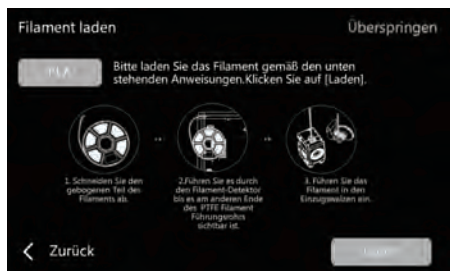 Filament laden
Überspringen
PLA
Bitte laden Sie das Filament gemäß den unten
stehenden Anweisungen.Klicken Sie auf [Laden].
1. Schneiden Sie den
gebogenen Teil des
Filaments ab.
2.Führen Sie es durch
den Filament-Detektor
bis es am anderen Ende
des PTFE Filament
Führungsrohrs
sichtbar ist.
3. Führen Sie das
Filament in den
Einzugswalzen ein.
Zurück